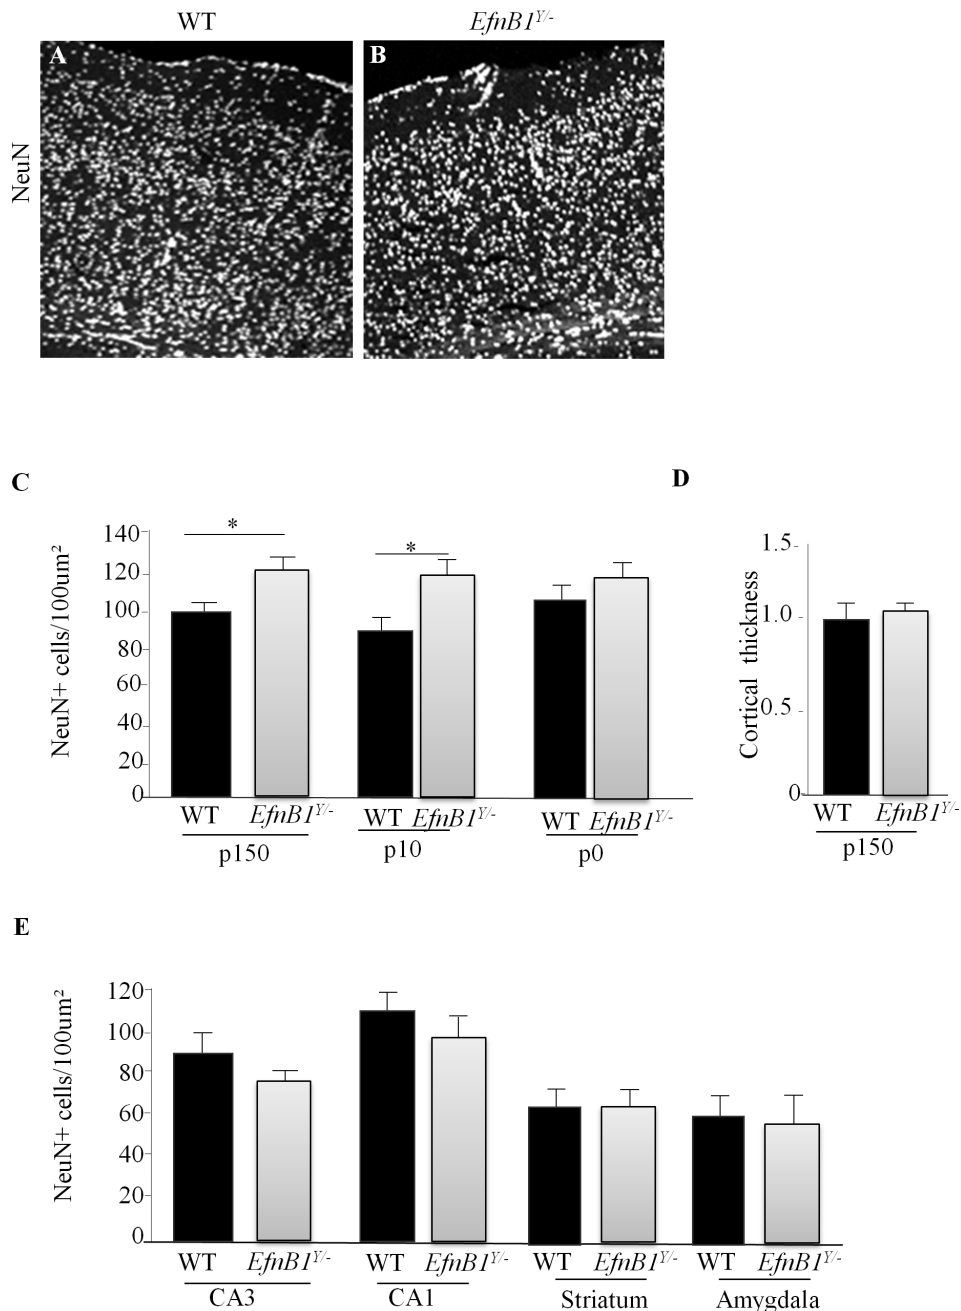 WT EfnB1Y/-
A B
NeuN
C
NeuN+ cells/100um²
140
120
100
80
60
40
20
0
* *
WT EfnB1Y/- WT EfnB1Y/- WT EfnB1Y/-
p150 p10 p0
D
Cortical thickness
1.5
1.0
0.5
0
WT EfnB1Y/-
p150
E
NeuN+ cells/100um²
120
100
80
60
40
20
0
WT EfnB1Y/- WT EfnB1Y/- WT EfnB1Y/- WT EfnB1Y/-
CA3 CA1 Striatum Amygdala